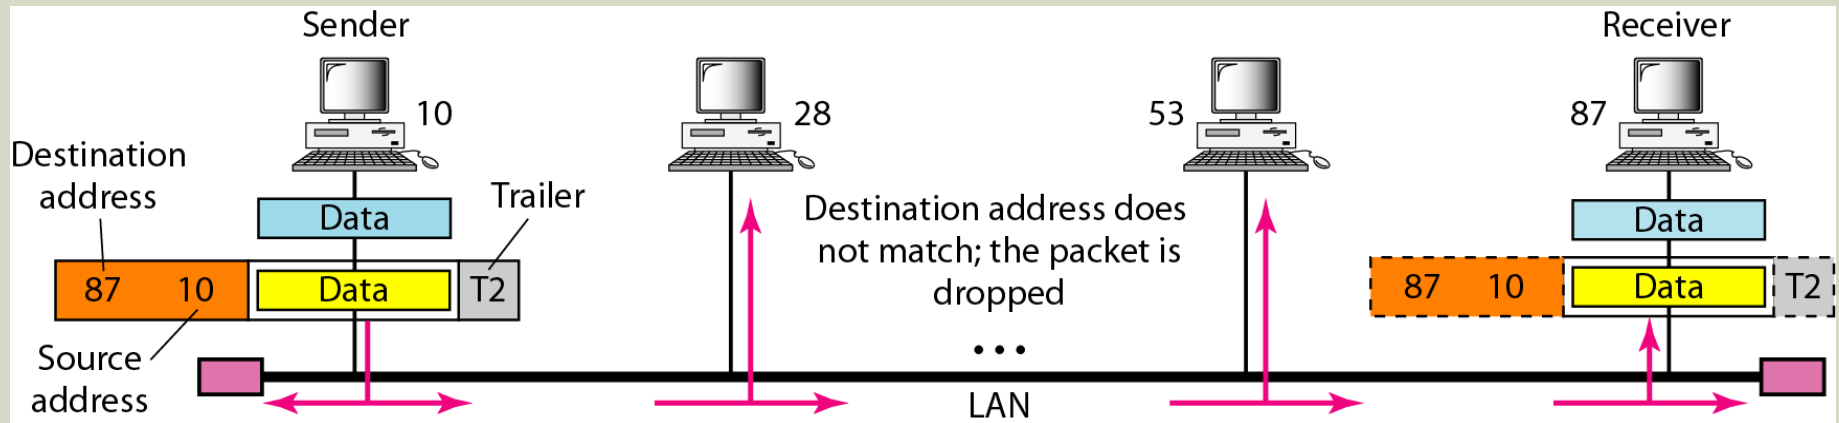 Sender
Receiver
10
28
53
87
Destination
address
Trailer
Data
Destination address does
not match; the packet is
dropped
Data
87 10 Data T2
87 10 Data T2
Source
address
...
LAN